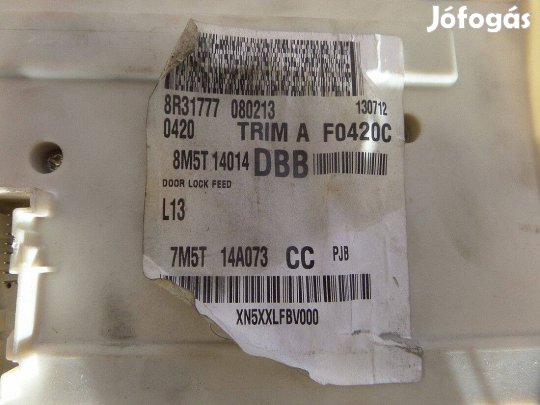 Jófogás
8R31777 080213 130712
0420 TRIM A F0420C
8M5T 14014 DBB
DOOR LOCK FEED
L13
7M5T 14A073 CC PJB
XN5XXLFBV000